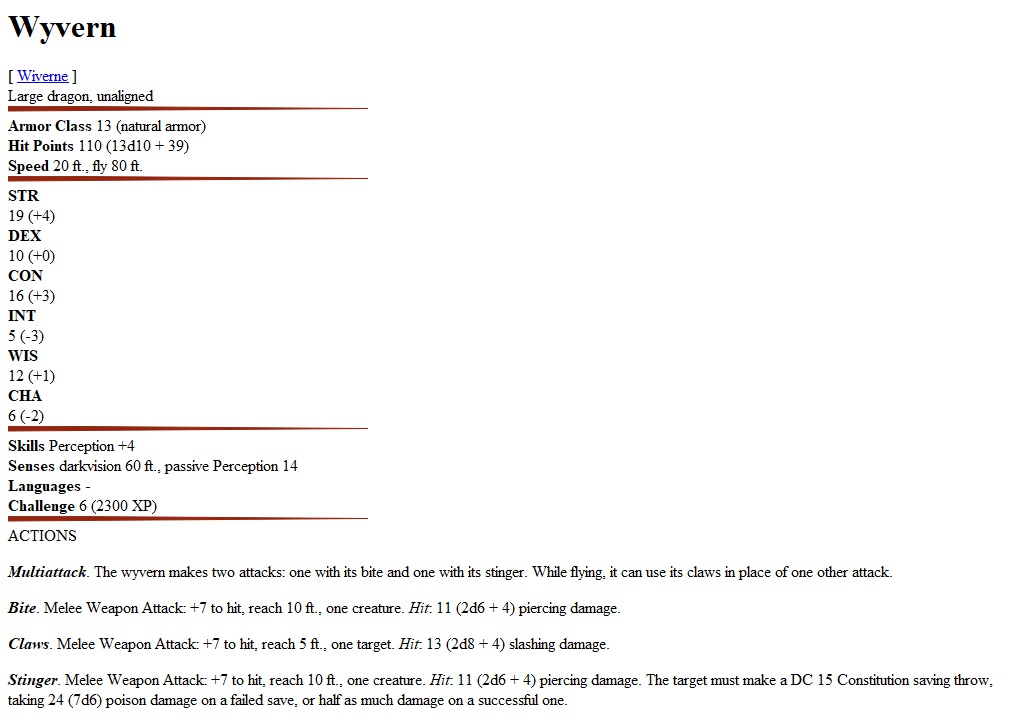 Wyvern
[ Wiverne ]
Large dragon, unaligned
Armor Class 13 (natural armor)
Hit Points 110 (13d10 + 39)
Speed 20 ft., fly 80 ft.
STR
19 (+4)
DEX
10 (+0)
CON
16 (+3)
INT
5 (-3)
WIS
12 (+1)
CHA
6 (-2)
Skills Perception +4
Senses darkvision 60 ft., passive Perception 14
Languages -
Challenge 6 (2300 XP)
ACTIONS
Multiattack. The wyvern makes two attacks: one with its bite and one with its stinger. While flying, it can use its claws in place of one other attack.
Bite. Melee Weapon Attack: +7 to hit, reach 10 ft., one creature. Hit: 11 (2d6 + 4) piercing damage.
Claws. Melee Weapon Attack: +7 to hit, reach 5 ft., one target. Hit: 13 (2d8 + 4) slashing damage.
Stinger. Melee Weapon Attack: +7 to hit, reach 10 ft., one creature. Hit: 11 (2d6 + 4) piercing damage. The target must make a DC 15 Constitution saving throw,
taking 24 (7d6) poison damage on a failed save, or half as much damage on a successful one.